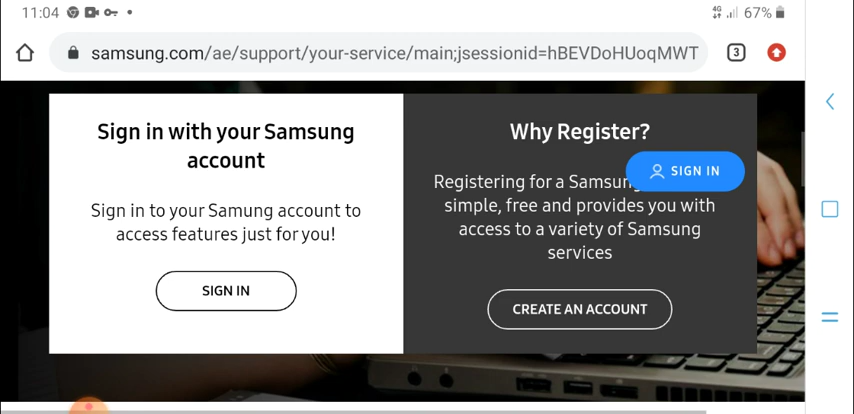 11:04
4G
67%
samsung.com/ae/support/your-service/main;jsessionid=hBEVDoHUoqMWT
3
Sign in with your Samsung
account
Sign in to your Samung account to
access features just for you!
SIGN IN
Why Register?
SIGN IN
Registering for a Samsung
simple, free and provides you with
access to a variety of Samsung
services
CREATE AN ACCOUNT